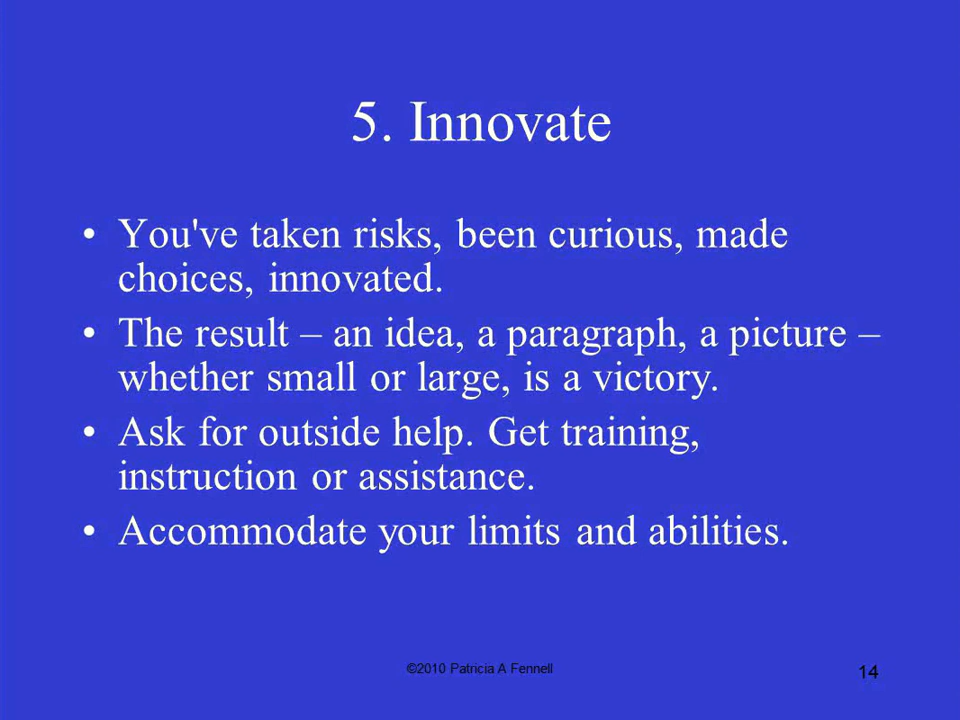 5. Innovate
• You've taken risks, been curious, made
choices, innovated.
• The result – an idea, a paragraph, a picture –
whether small or large, is a victory.
• Ask for outside help. Get training,
instruction or assistance.
• Accommodate your limits and abilities.
©2010 Patricia A Fennell
14